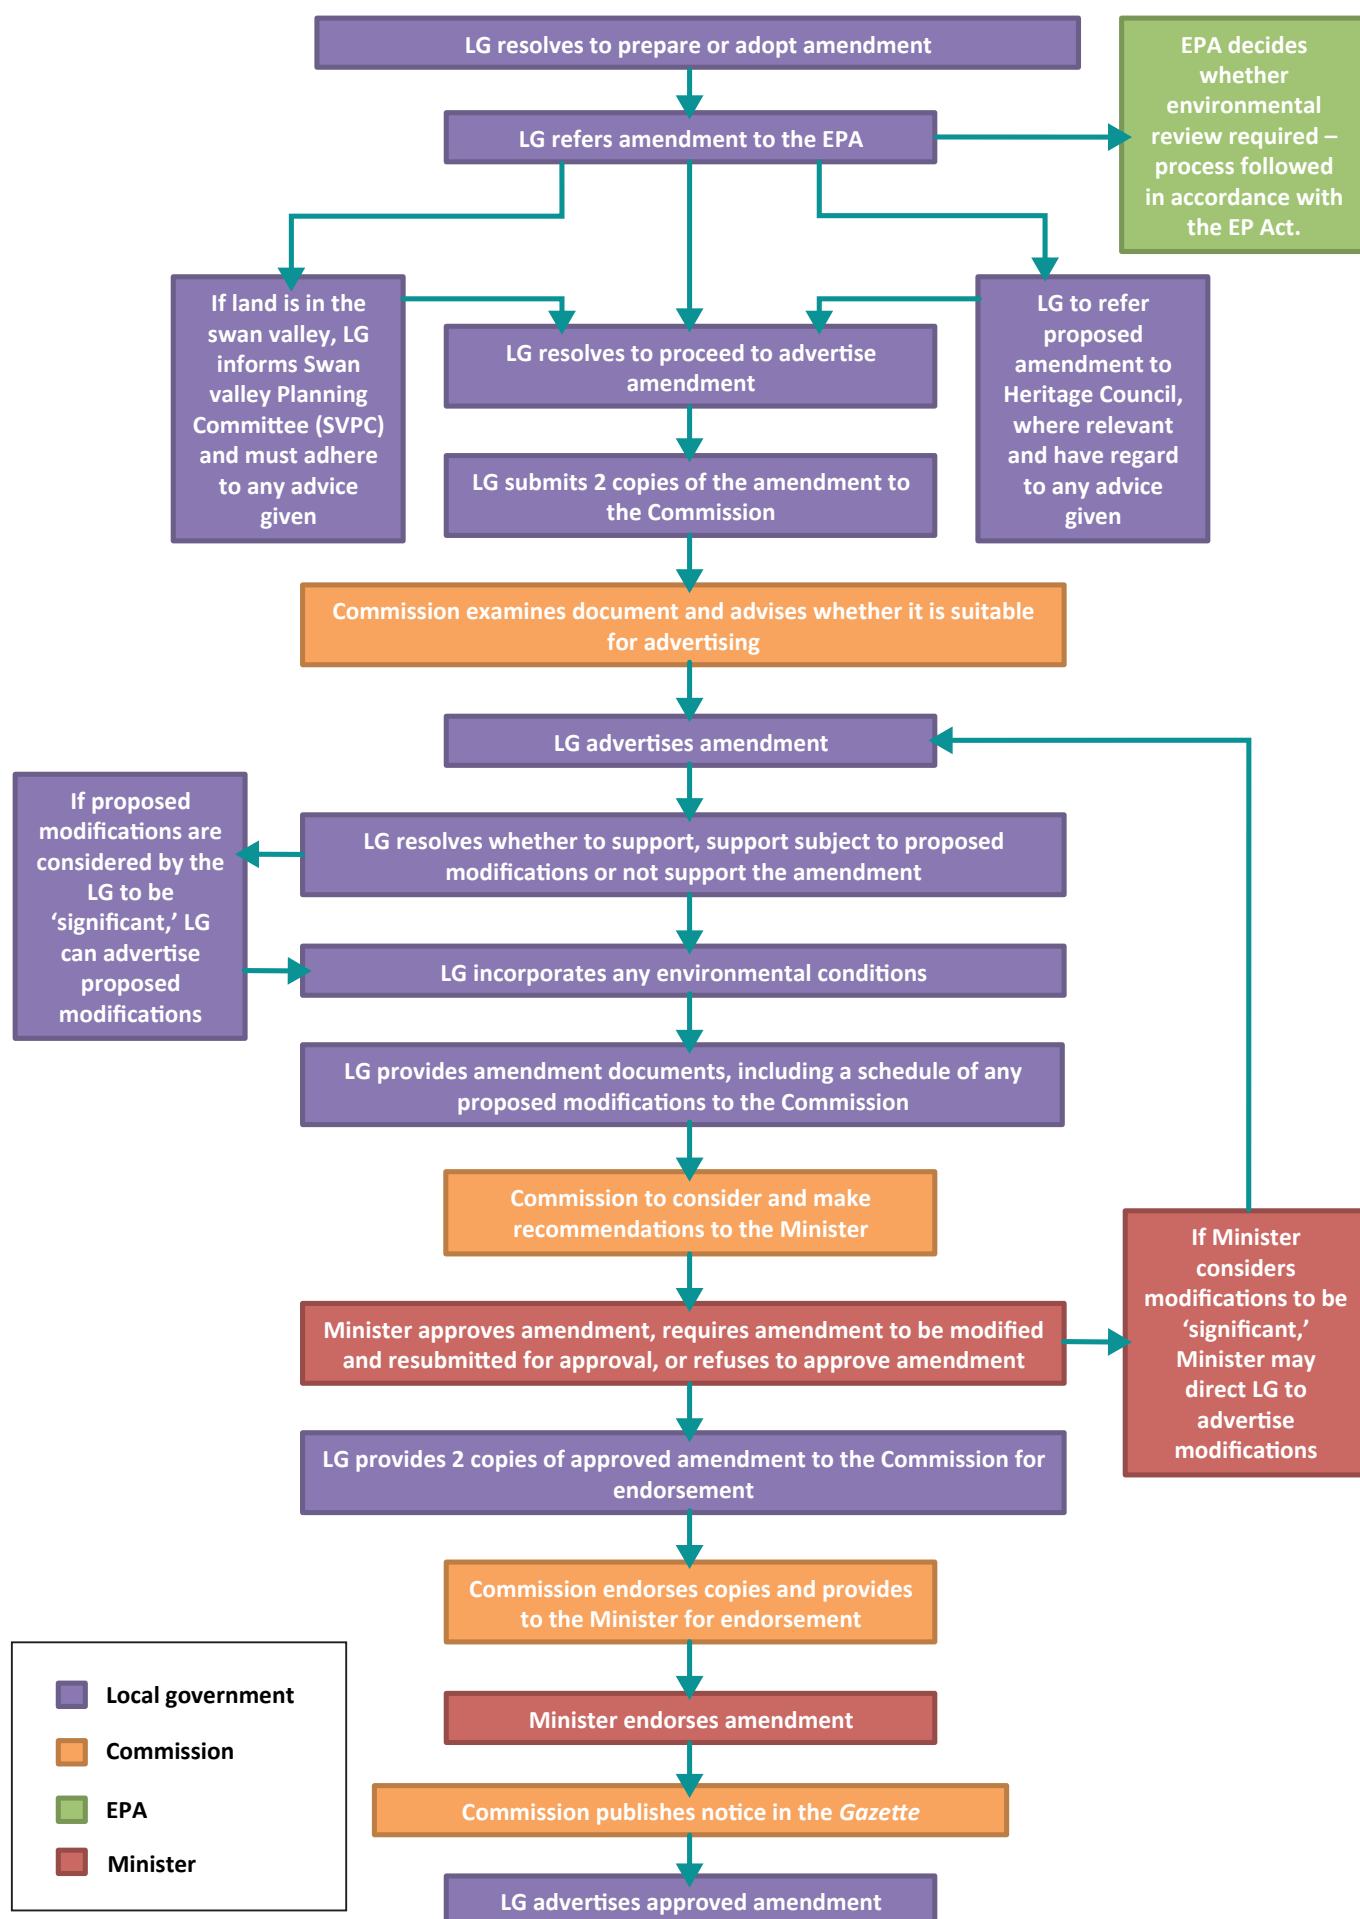 LG resolves to prepare or adopt amendment
EPA decides
whether
environmental
review required –
process followed
in accordance with
the EP Act.
LG refers amendment to the EPA
If land is in the
swan valley, LG
informs Swan
valley Planning
Committee (SVPC)
and must adhere
to any advice
given
LG resolves to proceed to advertise
amendment
LG to refer
proposed
amendment to
Heritage Council,
where relevant
and have regard
to any advice
given
LG submits 2 copies of the amendment to
the Commission
Commission examines document and advises whether it is suitable
for advertising
LG advertises amendment
If proposed
modifications are
considered by the
LG to be
‘significant,’ LG
can advertise
proposed
modifications
LG resolves whether to support, support subject to proposed
modifications or not support the amendment
LG incorporates any environmental conditions
LG provides amendment documents, including a schedule of any
proposed modifications to the Commission
Commission to consider and make
recommendations to the Minister
If Minister
considers
modifications to be
‘significant,’
Minister may
direct LG to
advertise
modifications
Minister approves amendment, requires amendment to be modified
and resubmitted for approval, or refuses to approve amendment
LG provides 2 copies of approved amendment to the Commission for
endorsement
Commission endorses copies and provides
to the Minister for endorsement
Minister endorses amendment
Commission publishes notice in the Gazette
LG advertises approved amendment
Local government
Commission
EPA
Minister